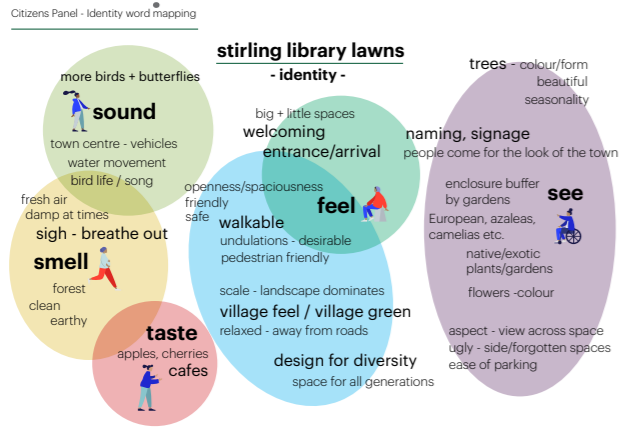 Citizens Panel - Identity word mapping
stirling library lawns
- identity -
more birds + butterflies
sound
town centre - vehicles
water movement
bird life / song
fresh air
damp at times
sigh - breathe out
smell
forest
clean
earthy
taste
apples, cherries
cafes
big + little spaces
welcoming
entrance/arrival
openness/spaciousness
friendly
safe
feel
walkable
undulations - desirable
pedestrian friendly
scale - landscape dominates
village feel / village green
relaxed - away from roads
design for diversity
space for all generations
trees - colour/form
beautiful
seasonality
naming, signage
people come for the look of the town
enclosure buffer
by gardens
see
European, azaleas,
camelias etc.
native/exotic
plants/gardens
flowers -colour
aspect - view across space
ugly - side/forgotten spaces
ease of parking